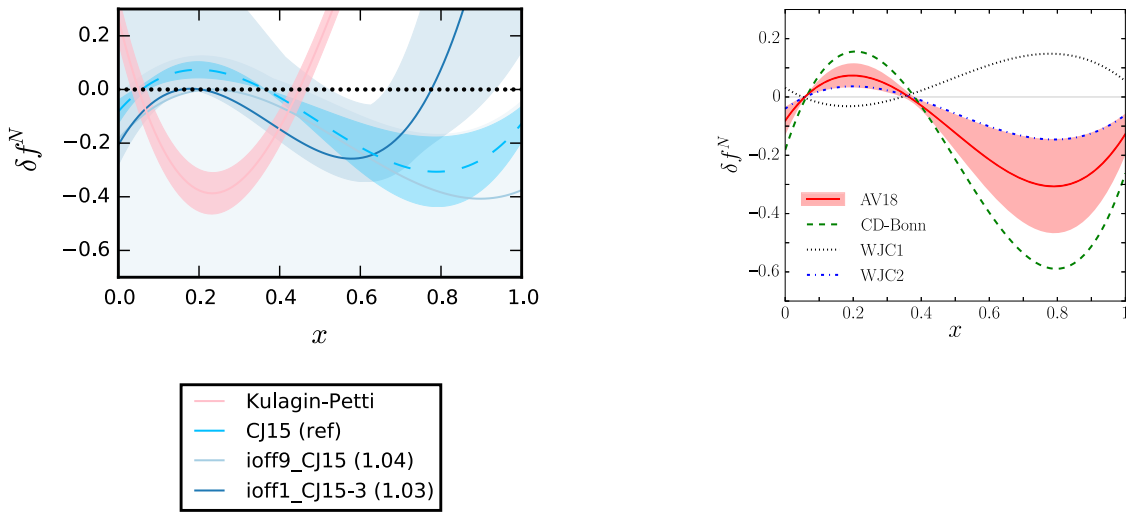 0.2
0.0
−0.2
−0.4
−0.6
δf^N
0.0 0.2 0.4 0.6 0.8 1.0
x
Kulagin-Petti
CJ15 (ref)
ioff9_CJ15 (1.04)
ioff1_CJ15-3 (1.03)
0.2
0
−0.2
−0.4
−0.6
δf^N
AV18
CD-Bonn
WJC1
WJC2
0 0.2 0.4 0.6 0.8 1
x